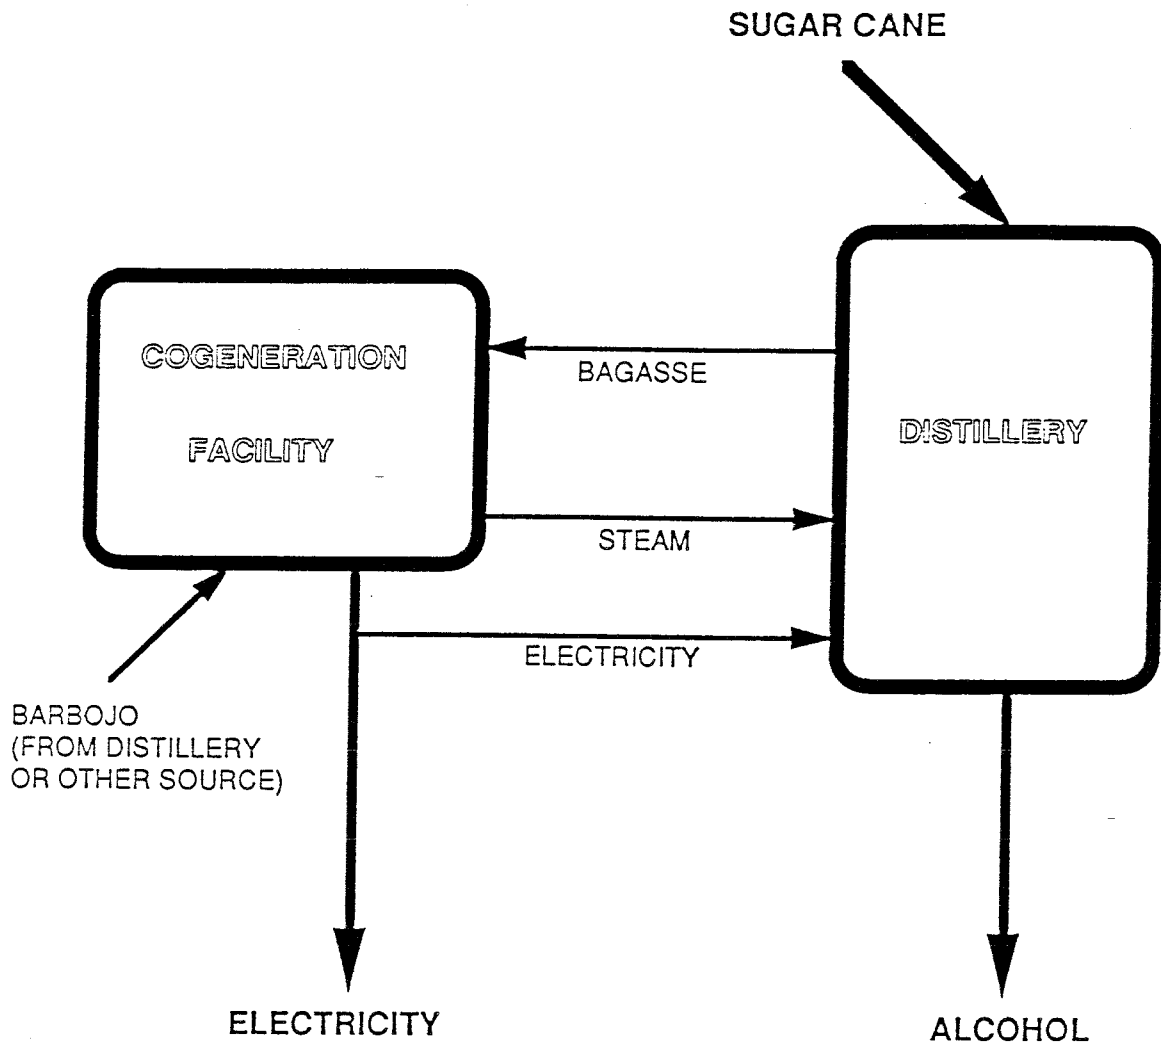 SUGAR CANE
COGENERATION
FACILITY
BAGASSE
DISTILLERY
STEAM
ELECTRICITY
BARBOJO
(FROM DISTILLERY
OR OTHER SOURCE)
ELECTRICITY
ALCOHOL